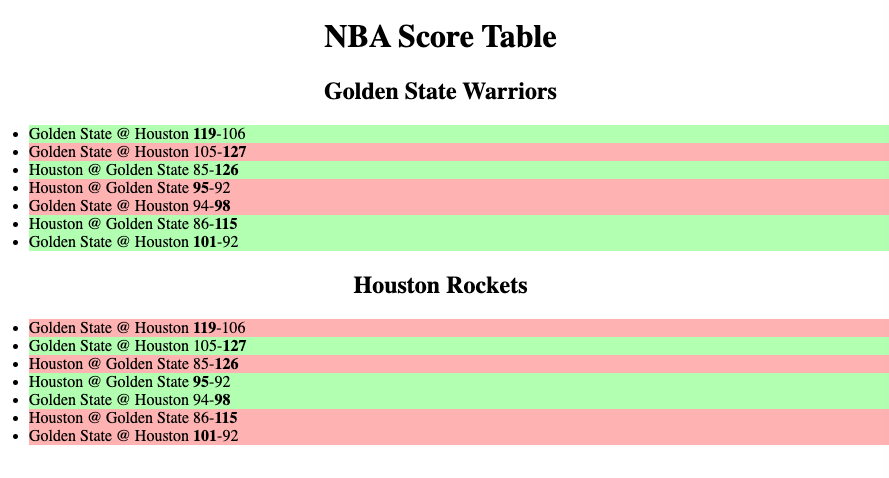 NBA Score Table
Golden State Warriors
Golden State @ Houston 119-106
Golden State @ Houston 105-127
Houston @ Golden State 85-126
Houston @ Golden State 95-92
Golden State @ Houston 94-98
Houston @ Golden State 86-115
Golden State @ Houston 101-92
Houston Rockets
Golden State @ Houston 119-106
Golden State @ Houston 105-127
Houston @ Golden State 85-126
Houston @ Golden State 95-92
Golden State @ Houston 94-98
Houston @ Golden State 86-115
Golden State @ Houston 101-92